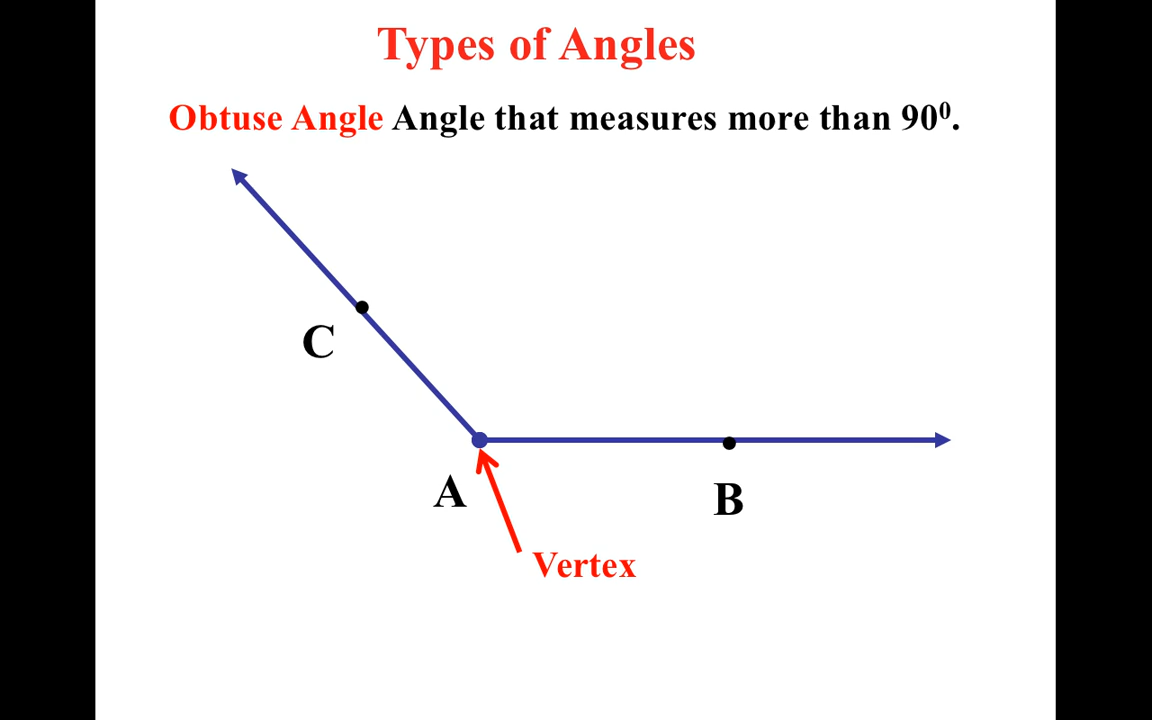 Types of Angles
Obtuse Angle Angle that measures more than 90⁰.
C
A
B
Vertex